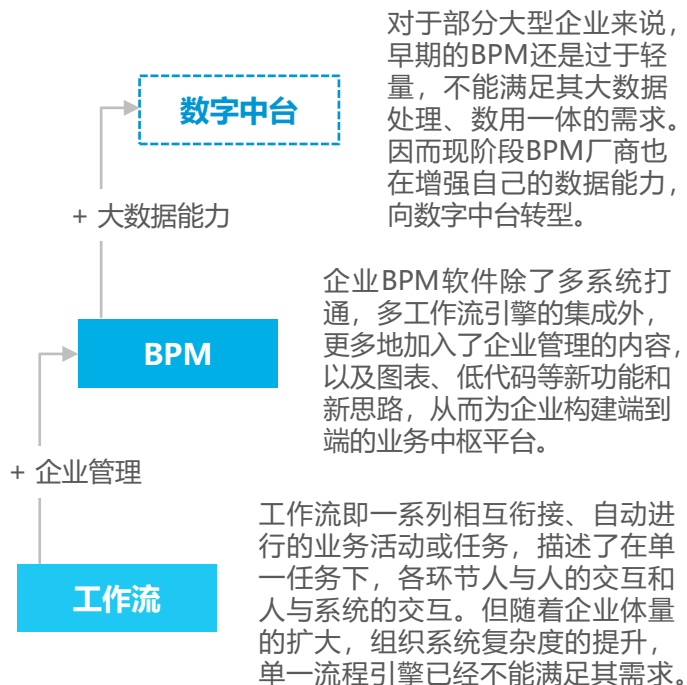 对于部分大型企业来说，
早期的BPM还是过于轻
量，不能满足其大数据
处理、数用一体的需求。
因而现阶段BPM厂商也
在增强自己的数据能力，
向数字中台转型。
数字中台
+ 大数据能力
企业BPM软件除了多系统打
通，多工作流引擎的集成外，
更多地加入了企业管理的内容，
以及图表、低代码等新功能和
新思路，从而为企业构建端到
端的业务中枢平台。
BPM
+ 企业管理
工作流即一系列相互衔接、自动进
行的业务活动或任务，描述了在单
一任务下，各环节人与人的交互和
人与系统的交互。但随着企业体量
的扩大，组织系统复杂度的提升，
单一流程引擎已经不能满足其需求。
工作流